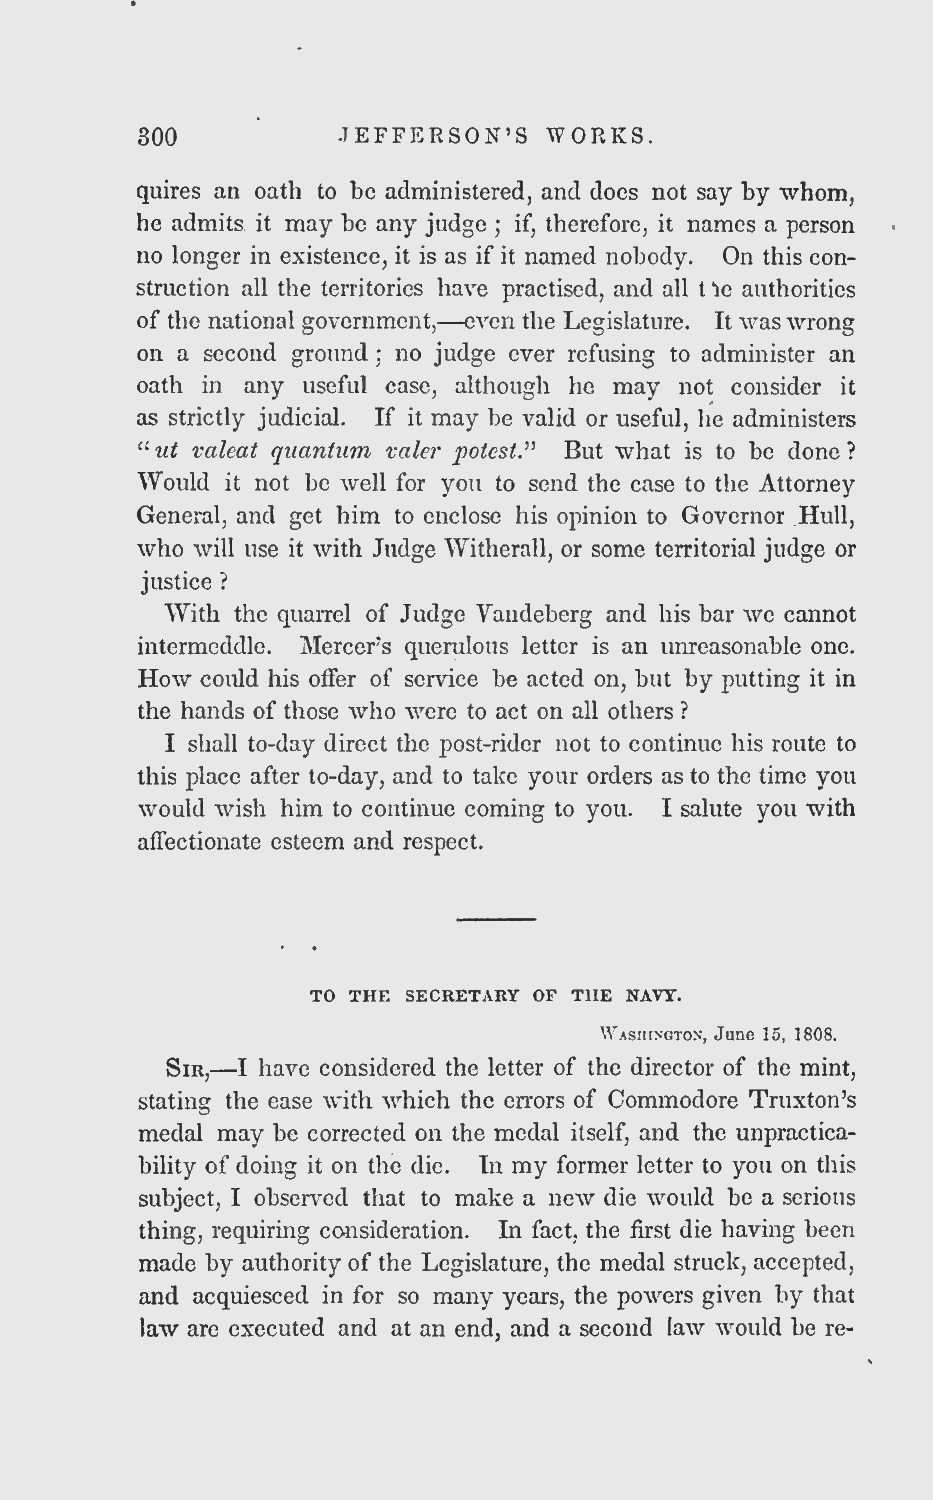 300 JEFFERSON'S WORKS.
quires an oath to be administered, and does not say by whom,
he admits it may be any judge ; if, therefore, it names a person
no longer in existence, it is as if it named nobody. On this con-
struction all the territories have practised, and all the authorities
of the national government,—even the Legislature. It was wrong
on a second ground ; no judge ever refusing to administer an
oath in any useful case, although he may not consider it
as strictly judicial. If it may be valid or useful, he administers
"ut valeat quantum valer potest." But what is to be done ?
Would it not be well for you to send the case to the Attorney
General, and get him to enclose his opinion to Governor Hull,
who will use it with Judge Witherall, or some territorial judge or
justice ?
With the quarrel of Judge Vandeberg and his bar we cannot
intermeddle. Mercer's querulous letter is an unreasonable one.
How could his offer of service be acted on, but by putting it in
the hands of those who were to act on all others ?
I shall to-day direct the post-rider not to continue his route to
this place after to-day, and to take your orders as to the time you
would wish him to continue coming to you. I salute you with
affectionate esteem and respect.
TO THE SECRETARY OF THE NAVY.
WASHINGTON, June 15, 1808.
SIR,—I have considered the letter of the director of the mint,
stating the ease with which the errors of Commodore Truxton's
medal may be corrected on the medal itself, and the unpractica-
bility of doing it on the die. In my former letter to you on this
subject, I observed that to make a new die would be a serious
thing, requiring consideration. In fact, the first die having been
made by authority of the Legislature, the medal struck, accepted,
and acquiesced in for so many years, the powers given by that
law are executed and at an end, and a second law would be re-